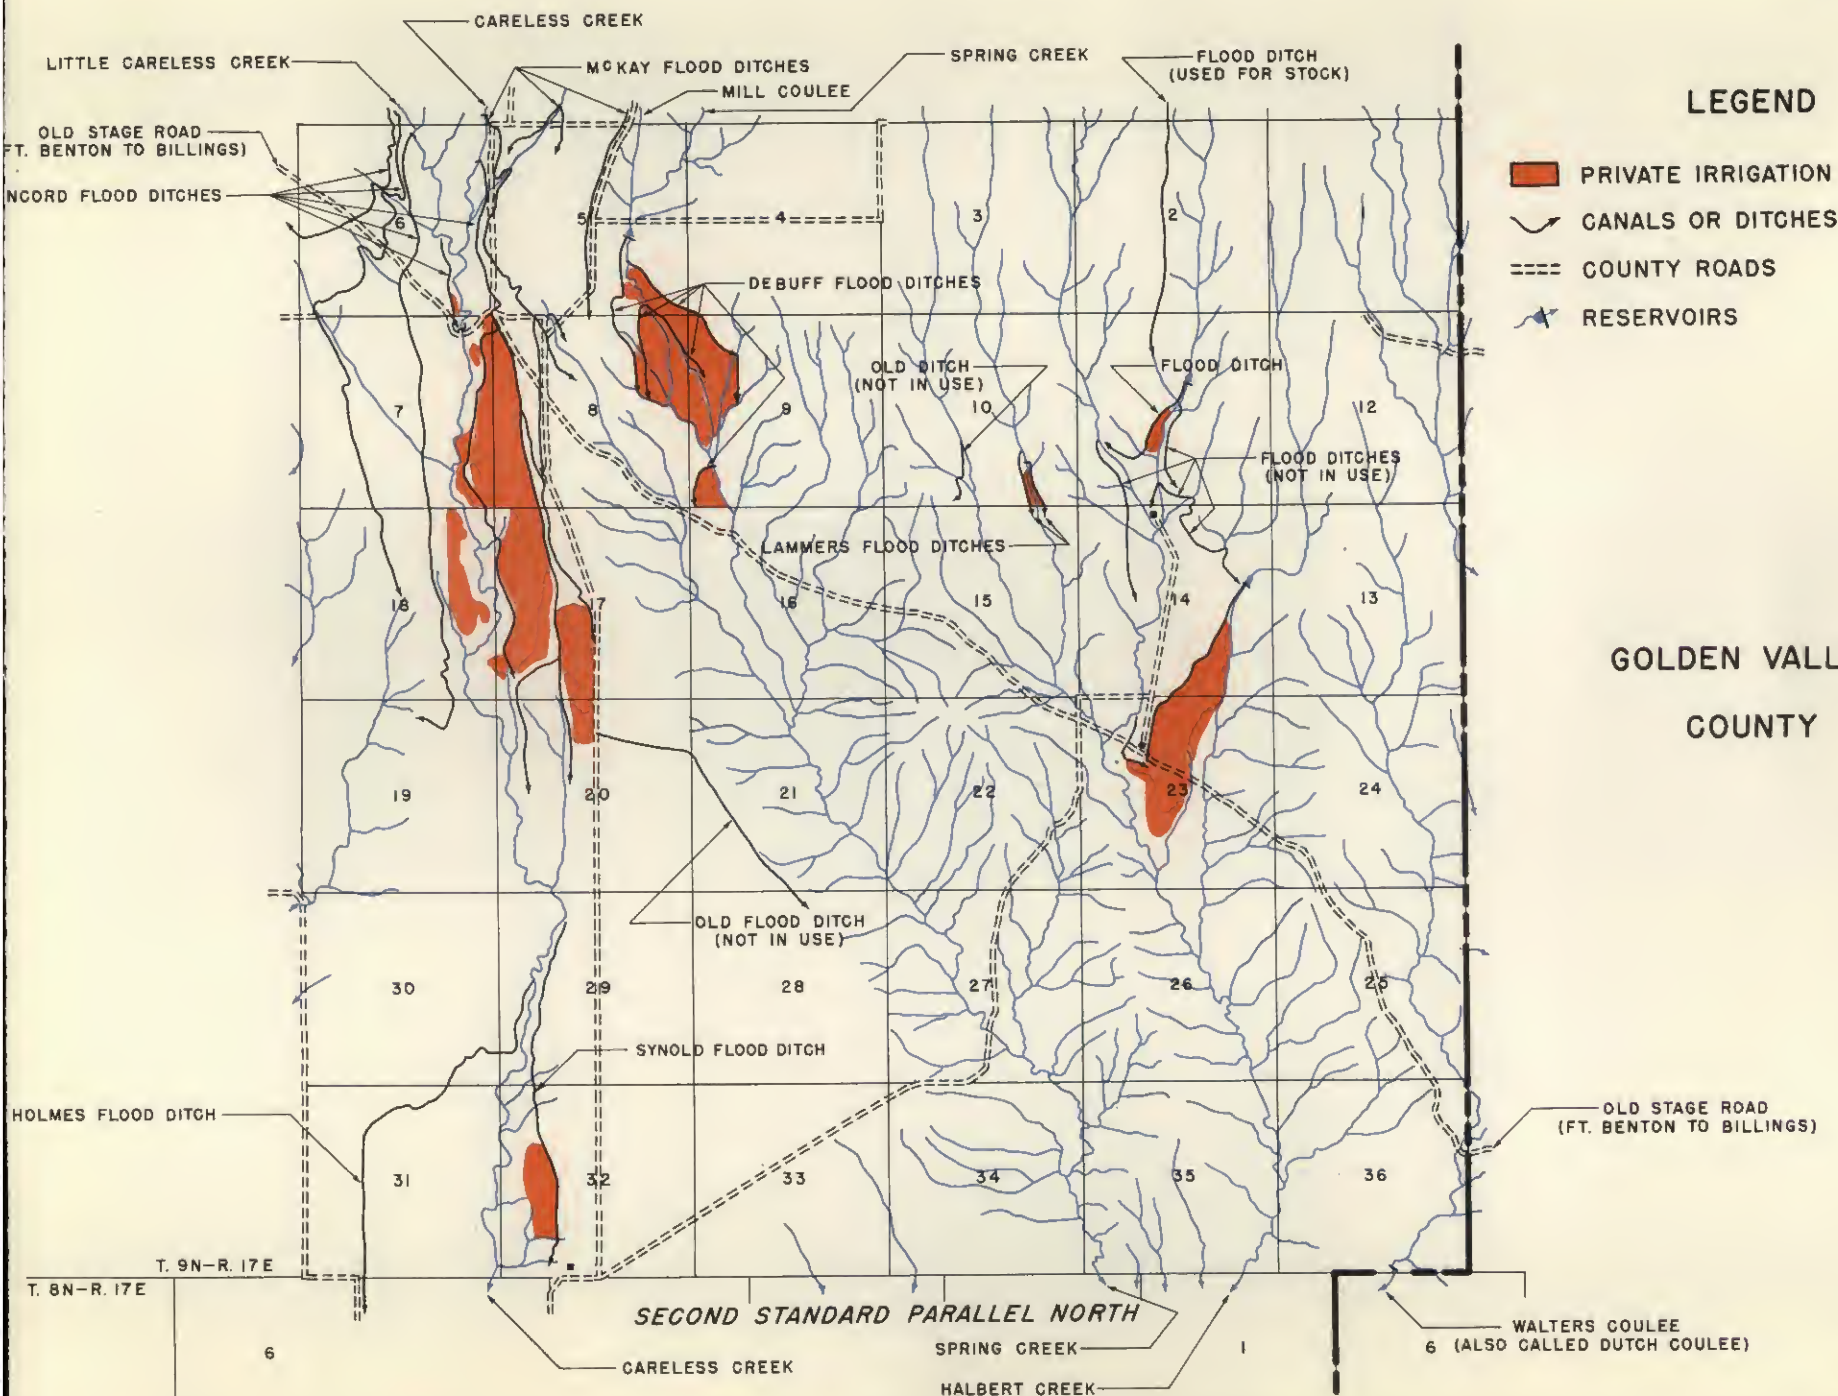 CARELESS CREEK
LITTLE CARELESS CREEK
McKAY FLOOD DITCHES
MILL COULEE
SPRING CREEK
FLOOD DITCH
(USED FOR STOCK)
OLD STAGE ROAD
FT. BENTON TO BILLINGS)
NCORD FLOOD DITCHES
LEGEND
PRIVATE IRRIGATION
CANALS OR DITCHES
COUNTY ROADS
RESERVOIRS
6
5
4
3
2
1
DEBUFF FLOOD DITCHES
OLD DITCH
(NOT IN USE)
FLOOD DITCH
7
8
9
10
12
FLOOD DITCHES
(NOT IN USE)
LAMMERS FLOOD DITCHES
18
17
16
15
14
13
GOLDEN VALL
COUNTY
19
20
21
22
23
24
OLD FLOOD DITCH
(NOT IN USE)
30
29
28
27
26
25
SYNOLD FLOOD DITCH
HOLMES FLOOD DITCH
OLD STAGE ROAD
(FT. BENTON TO BILLINGS)
31
32
33
34
35
36
T. 9N-R. 17E
T. 8N-R. 17E
SECOND STANDARD PARALLEL NORTH
6
CARELESS CREEK
SPRING CREEK
HALBERT CREEK
1
WALTERS COULEE
6 (ALSO CALLED DUTCH COULEE)